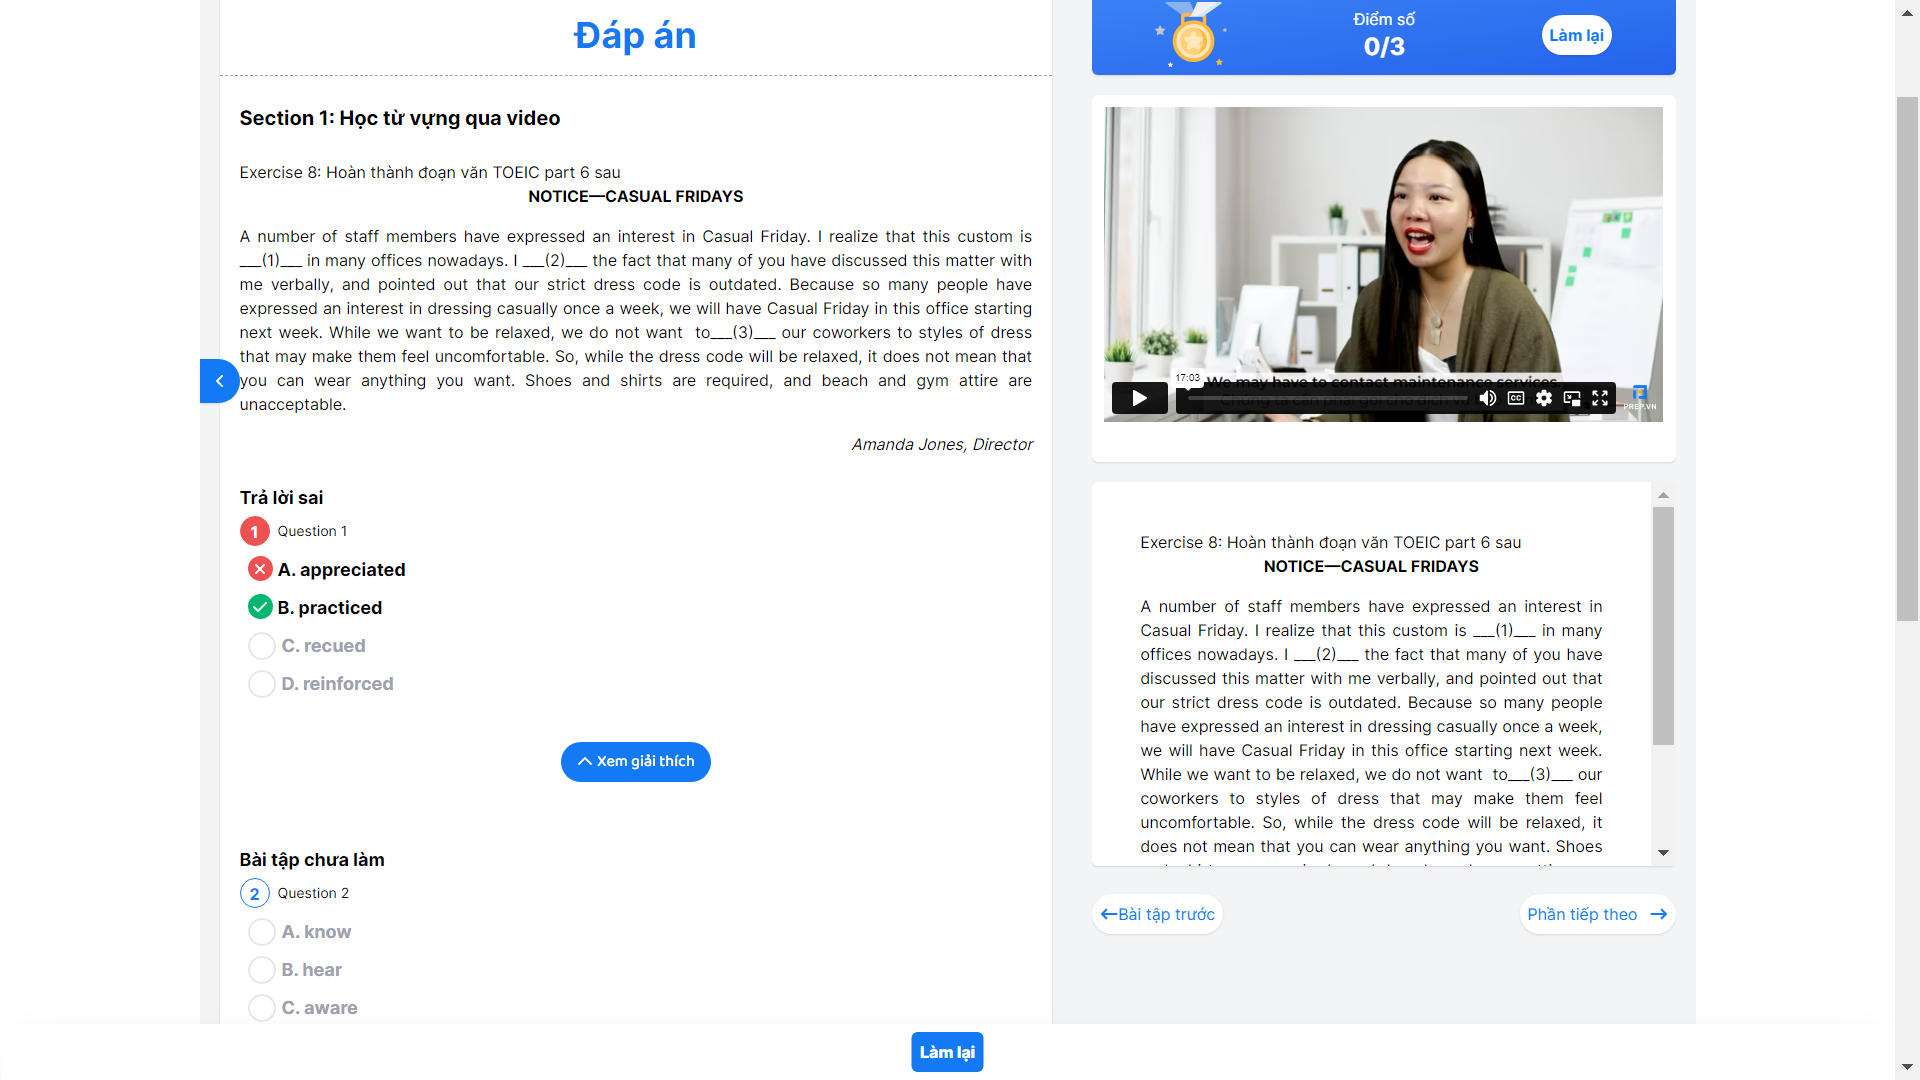 Đáp án
Section 1: Học từ vựng qua video
Exercise 8: Hoàn thành đoạn văn TOEIC part 6 sau
NOTICE—CASUAL FRIDAYS
A number of staff members have expressed an interest in Casual Friday. I realize that this custom is
___(1)___ in many offices nowadays. I ___(2)___ the fact that many of you have discussed this matter with
me verbally, and pointed out that our strict dress code is outdated. Because so many people have
expressed an interest in dressing casually once a week, we will have Casual Friday in this office starting
next week. While we want to be relaxed, we do not want  to___(3)___ our coworkers to styles of dress
that may make them feel uncomfortable. So, while the dress code will be relaxed, it does not mean that
you can wear anything you want. Shoes and shirts are required, and beach and gym attire are
unacceptable.
Amanda Jones, Director
Trả lời sai
1 Question 1
A. appreciated
B. practiced
C. recued
D. reinforced
Xem giải thích
Bài tập chưa làm
2 Question 2
A. know
B. hear
C. aware
Điểm số
0/3
Làm lại
17:03
We may have to contact maintenance services.
PREP.VN
Exercise 8: Hoàn thành đoạn văn TOEIC part 6 sau
NOTICE—CASUAL FRIDAYS
A number of staff members have expressed an interest in
Casual Friday. I realize that this custom is ___(1)___ in many
offices nowadays. I ___(2)___ the fact that many of you have
discussed this matter with me verbally, and pointed out that
our strict dress code is outdated. Because so many people
have expressed an interest in dressing casually once a week,
we will have Casual Friday in this office starting next week.
While we want to be relaxed, we do not want  to___(3)___ our
coworkers to styles of dress that may make them feel
uncomfortable. So, while the dress code will be relaxed, it
does not mean that you can wear anything you want. Shoes
Bài tập trước
Phần tiếp theo
Làm lại